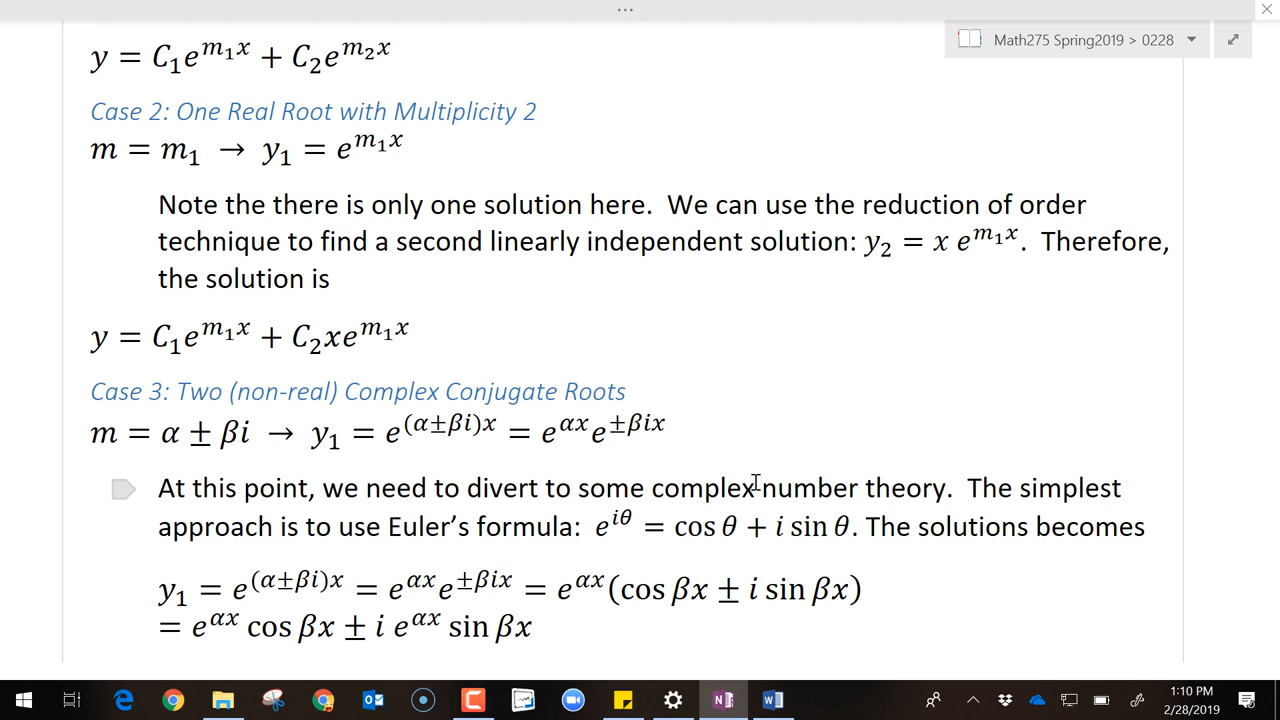 ...
Math275 Spring2019 > 0228
y = C₁e^{m₁x} + C₂e^{m₂x}
Case 2: One Real Root with Multiplicity 2
m = m₁ → y₁ = e^{m₁x}
Note the there is only one solution here. We can use the reduction of order
technique to find a second linearly independent solution: y₂ = x e^{m₁x}. Therefore,
the solution is
y = C₁e^{m₁x} + C₂xe^{m₁x}
Case 3: Two (non-real) Complex Conjugate Roots
m = α ± βi → y₁ = e^{(α±βi)x} = e^{αx}e^{±βix}
At this point, we need to divert to some complex number theory. The simplest
approach is to use Euler’s formula: e^{iθ} = cos θ + i sin θ. The solutions becomes
y₁ = e^{(α±βi)x} = e^{αx}e^{±βix} = e^{αx}(cos βx ± i sin βx)
= e^{αx} cos βx ± i e^{αx} sin βx
1:10 PM
2/28/2019